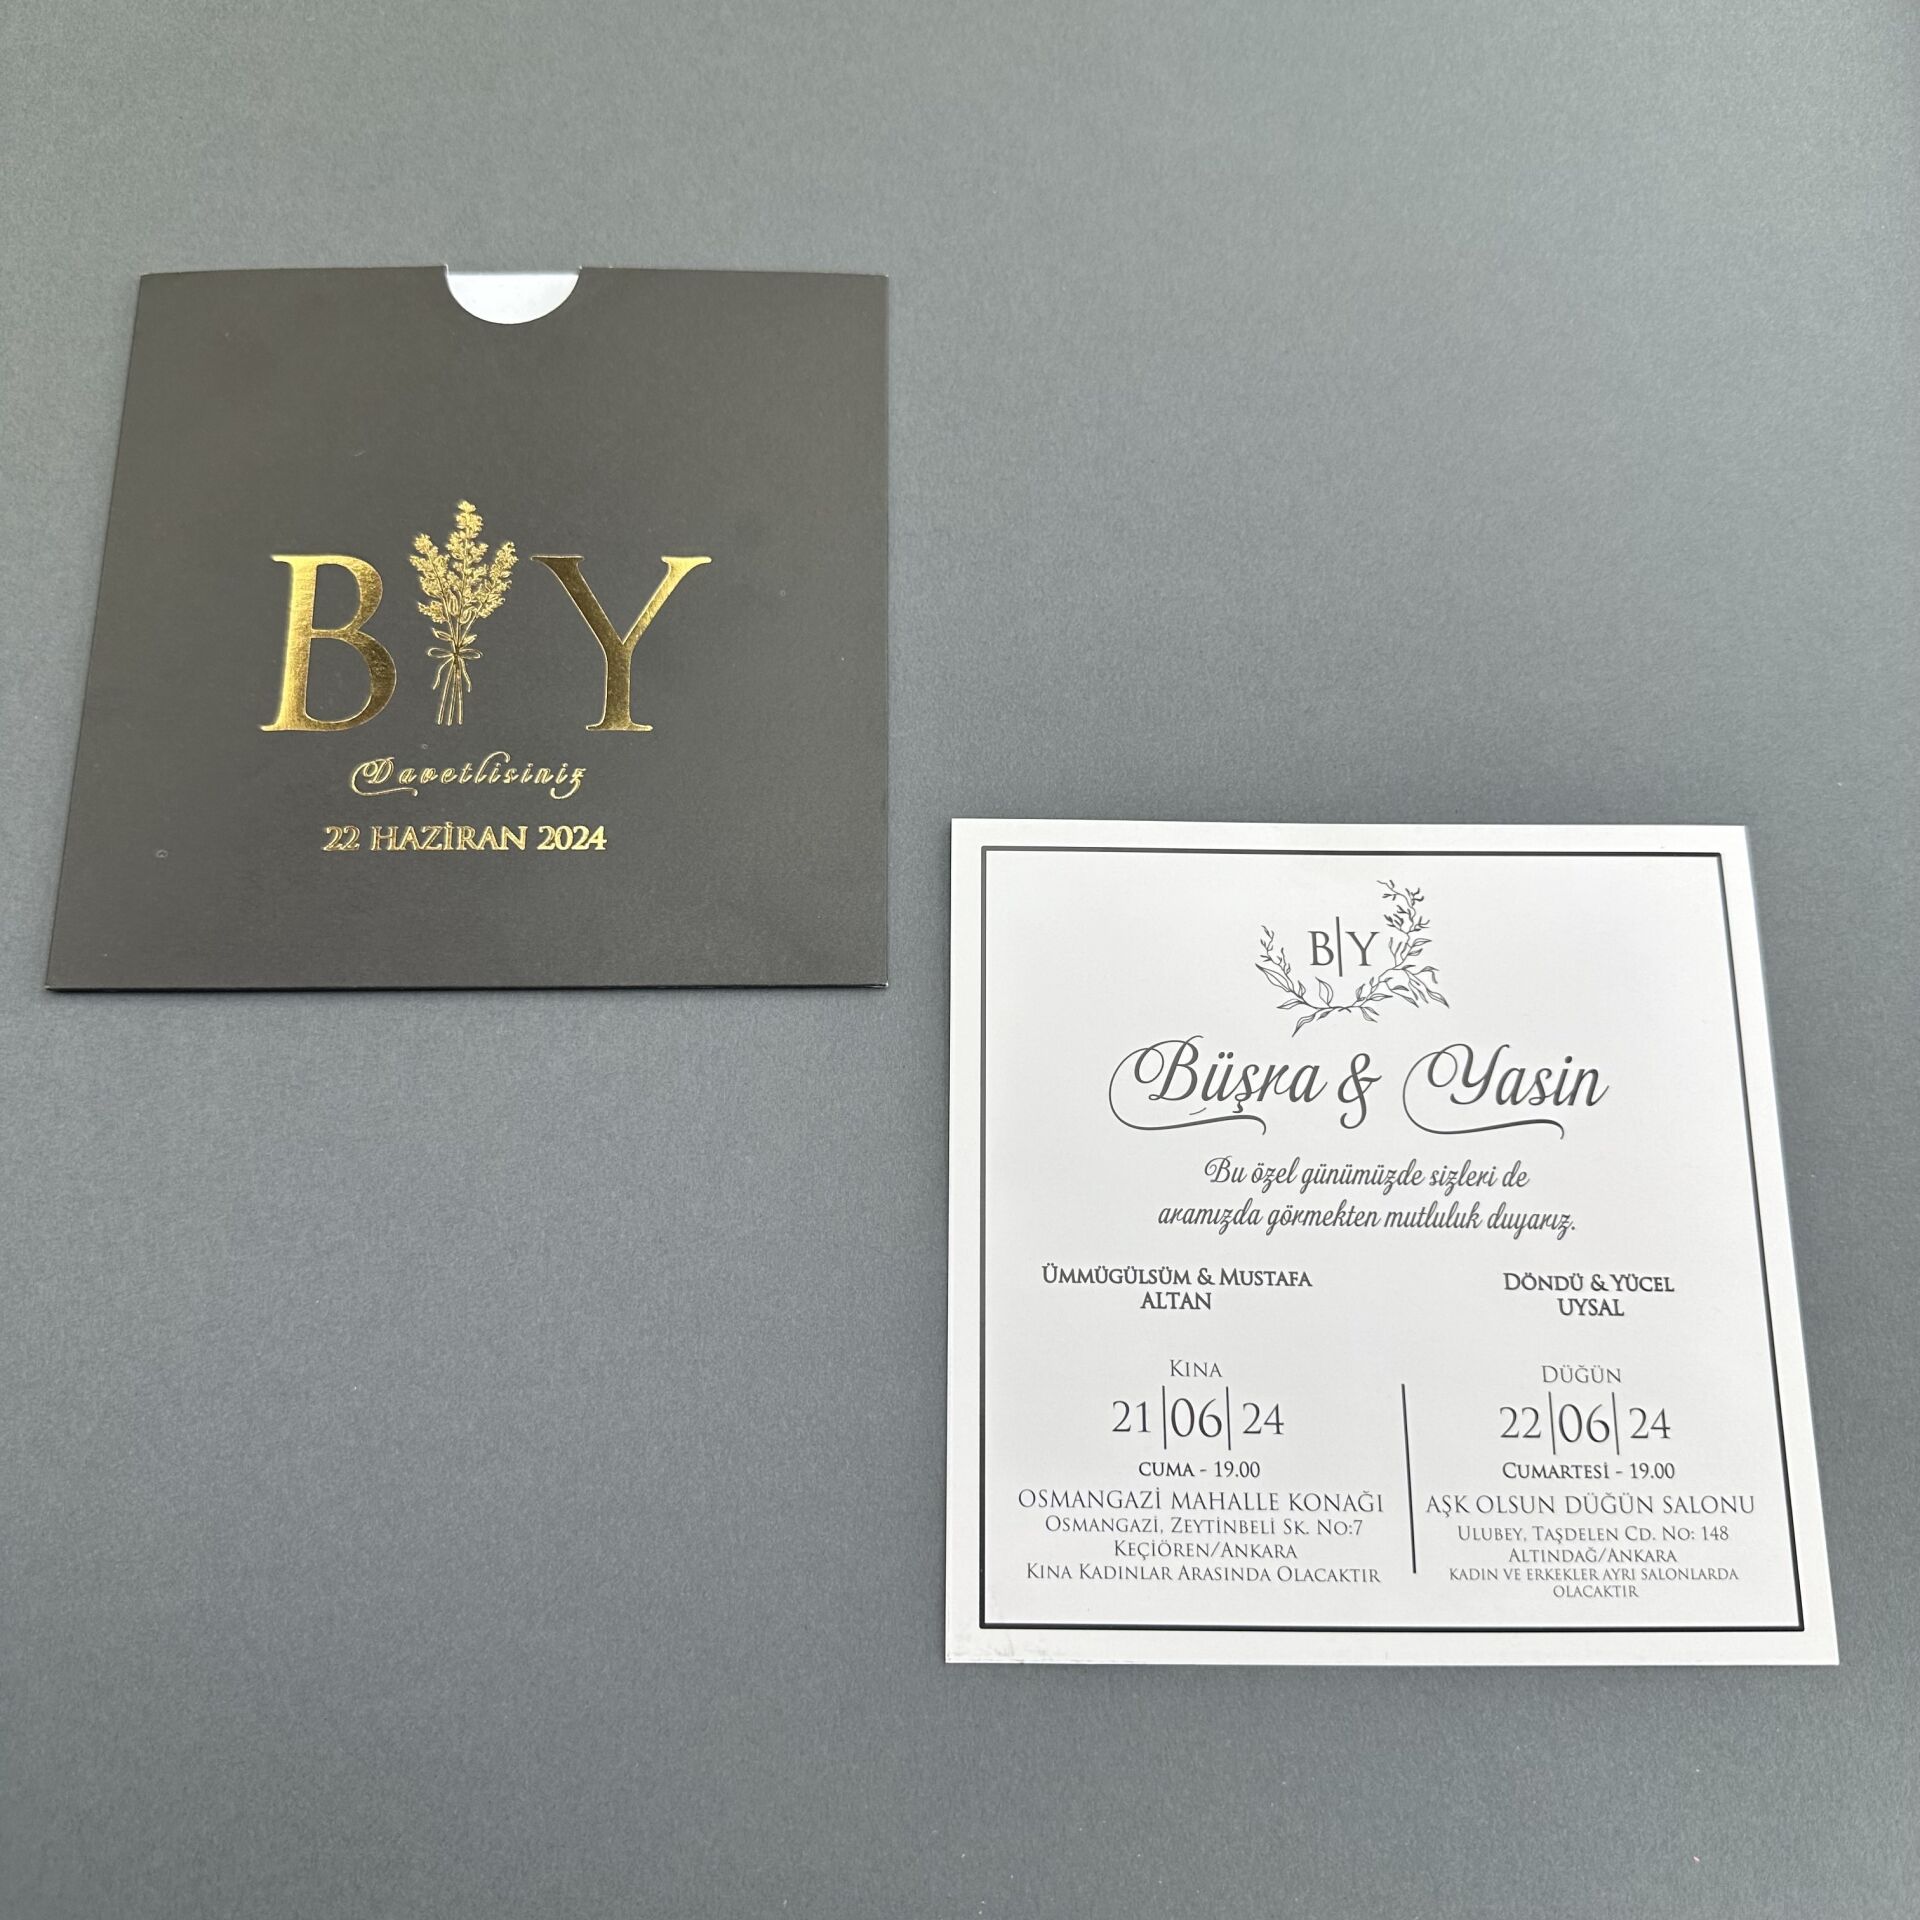 B Y
Davetlisiniz
22 HAZİRAN 2024
B|Y
Büşra & Yasin
Bu özel günümüzde sizleri de
aramızda görmekten mutluluk duyarız.
ÜMMÜGÜLSÜM & MUSTAFA
ALTAN
DÖNDÜ & YÜCEL
UYSAL
KINA
21|06|24
CUMA - 19.00
OSMANGAZİ MAHALLE KONAĞI
OSMANGAZİ, ZEYTİNBELİ SK. NO:7
KEÇİÖREN/ANKARA
KINA KADINLAR ARASINDA OLACAKTIR
DÜĞÜN
22|06|24
CUMARTESİ - 19.00
AŞK OLSUN DÜĞÜN SALONU
ULUBEY, TAŞDELEN CD. NO: 148
ALTINDAĞ/ANKARA
KADIN VE ERKEKLER AYRI SALONLARDA
OLACAKTIR